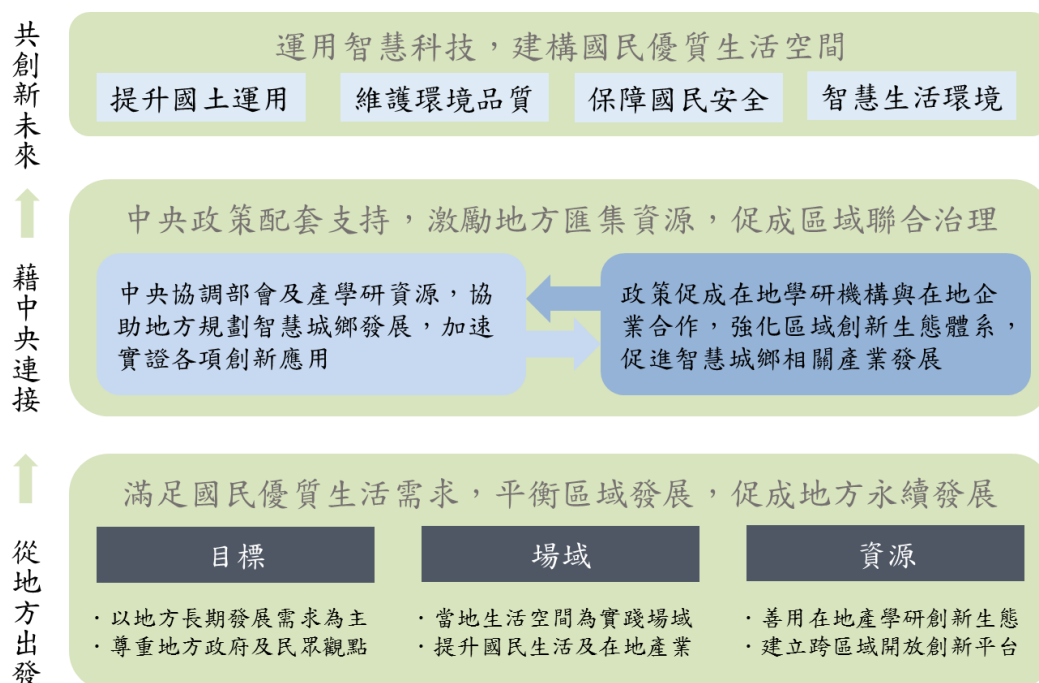 共創新未來
運用智慧科技，建構國民優質生活空間
提升國土運用
維護環境品質
保障國民安全
智慧生活環境
藉中央連接
中央政策配套支持，激勵地方匯集資源，促成區域聯合治理
中央協調部會及產學研資源，協
助地方規劃智慧城鄉發展，加速
實證各項創新應用
政策促成在地學研機構與在地企
業合作，強化區域創新生態體系，
促進智慧城鄉相關產業發展
從地方出發
滿足國民優質生活需求，平衡區域發展，促成地方永續發展
目標
· 以地方長期發展需求為主
· 尊重地方政府及民眾觀點
場域
· 當地生活空間為實踐場域
· 提升國民生活及在地產業
資源
· 善用在地產學研創新生態
· 建立跨區域開放創新平台